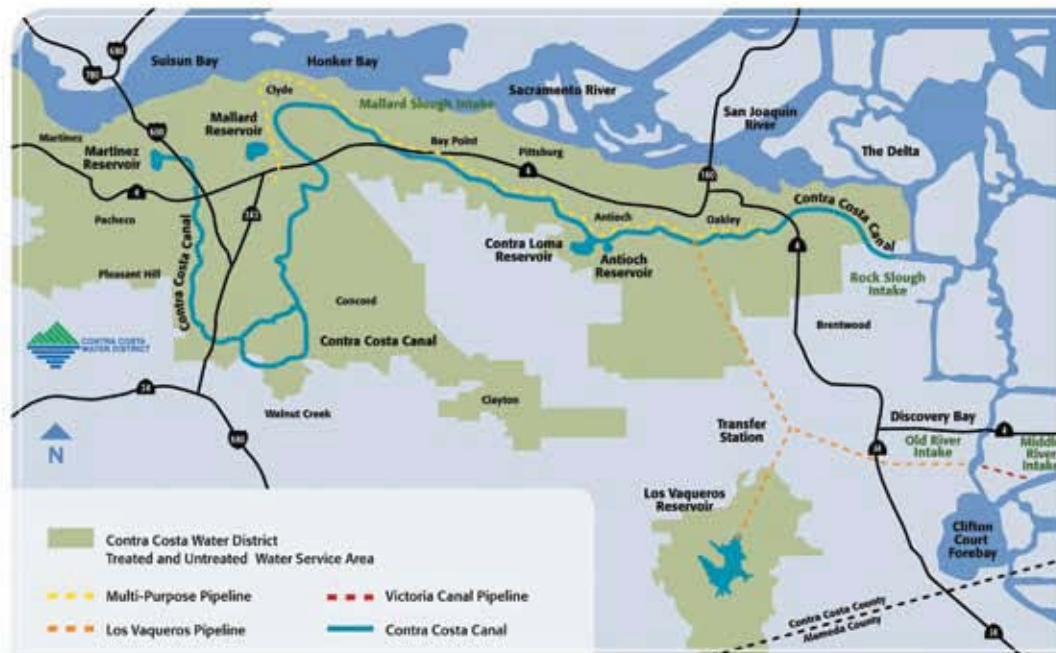 680
780
Suisun Bay
Honker Bay
Clyde
Mallard Slough Intake
Sacramento River
San Joaquin
River
Mallard
Reservoir
Martinez
680
Martinez
Reservoir
Bay Point
Pittsburg
The Delta
4
4
160
242
Pacheco
Contra Costa Canal
Antioch
Oakley
Contra Costa
Canal
Contra Loma
Reservoir
Antioch
Reservoir
4
Pleasant Hill
Rock Slough
Intake
Concord
Brentwood
CONTRA COSTA
WATER DISTRICT
Contra Costa Canal
24
Clayton
Walnut Creek
680
N
Discovery Bay
4
Transfer
Station
Old River
Intake
Middle
River
Intake
Los Vaqueros
Reservoir
Clifton
Court
Forebay
Contra Costa County
Alameda County
Contra Costa Water District
Treated and Untreated Water Service Area
Multi-Purpose Pipeline
Victoria Canal Pipeline
Los Vaqueros Pipeline
Contra Costa Canal